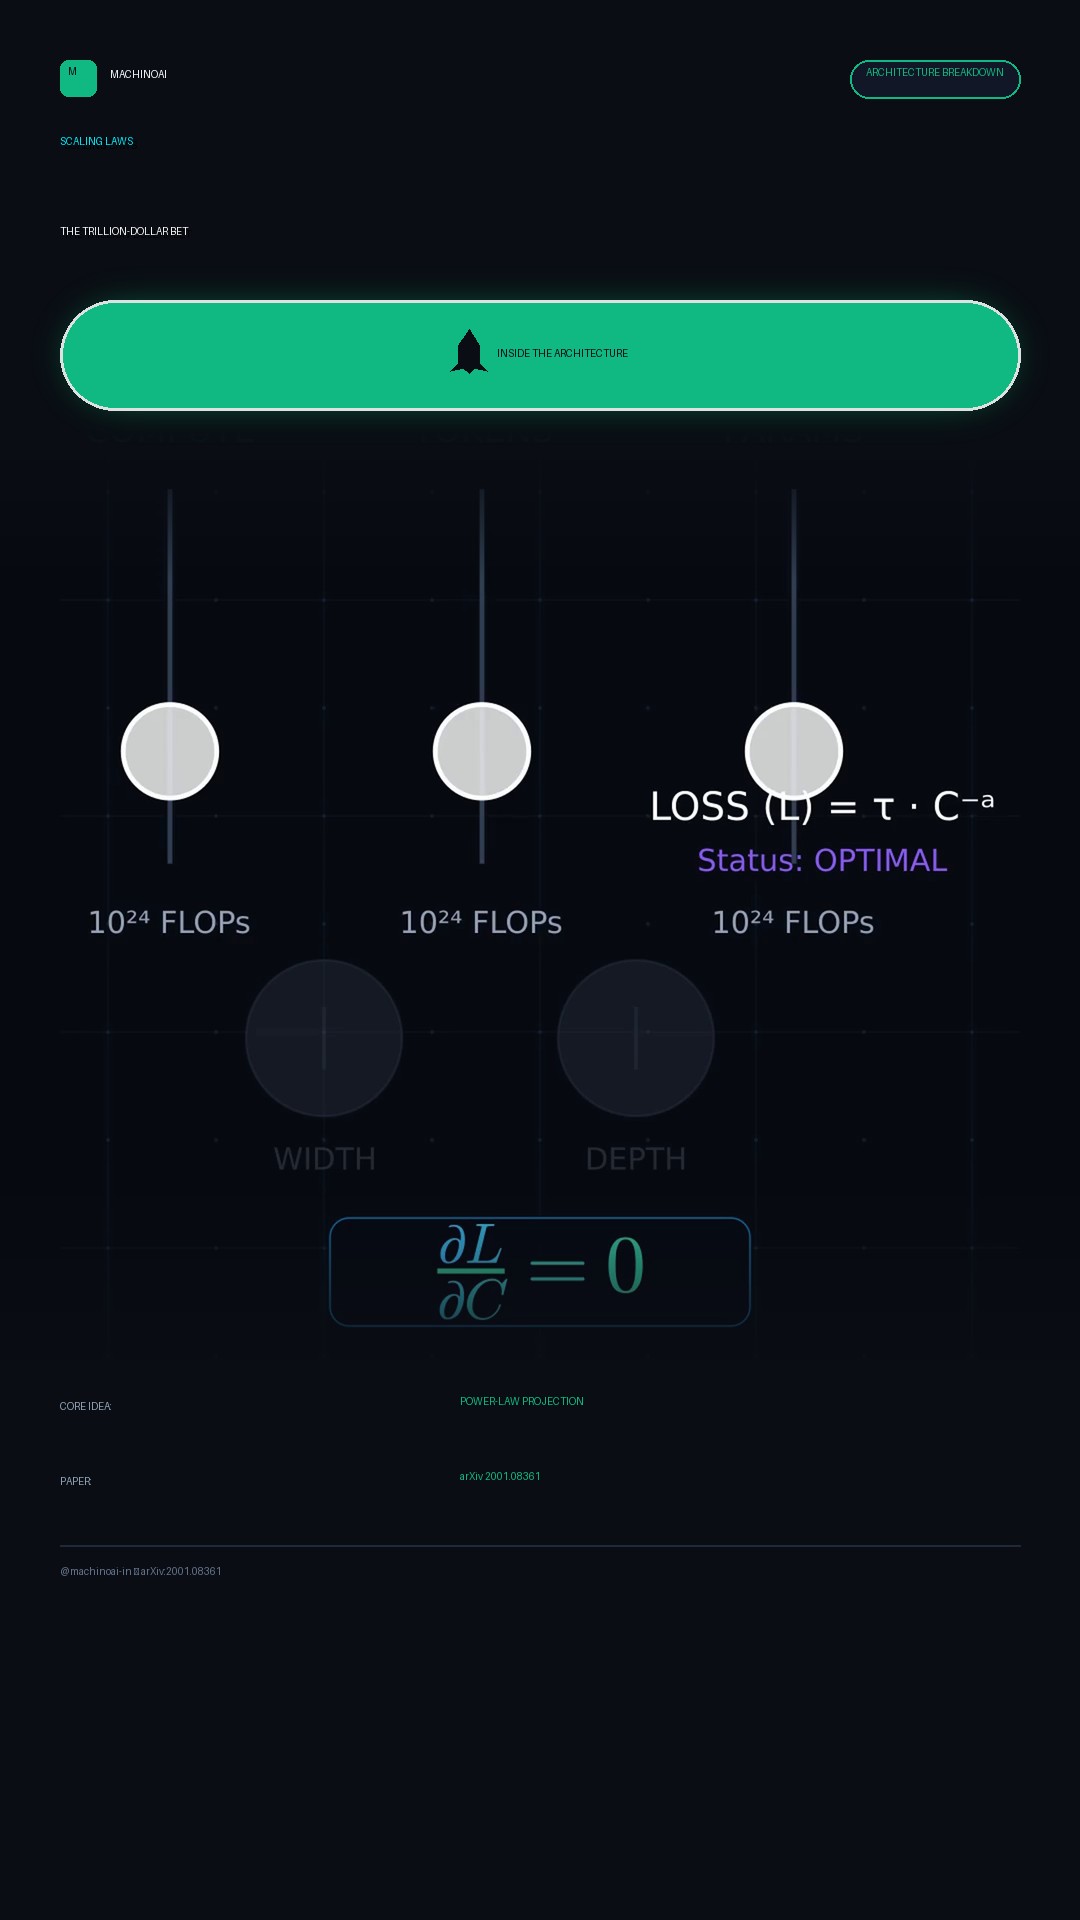 M
MACHINOAI
ARCHITECTURE BREAKDOWN
SCALING LAWS
THE TRILLION-DOLLAR BET
INSIDE THE ARCHITECTURE
LOSS (L) = τ · C⁻ᵃ
Status: OPTIMAL
10²⁴ FLOPs
10²⁴ FLOPs
10²⁴ FLOPs
WIDTH
DEPTH
∂L/∂C = 0
CORE IDEA:
POWER-LAW PROJECTION
PAPER:
arXiv 2001.08361
@machinoai-in arXiv:2001.08361